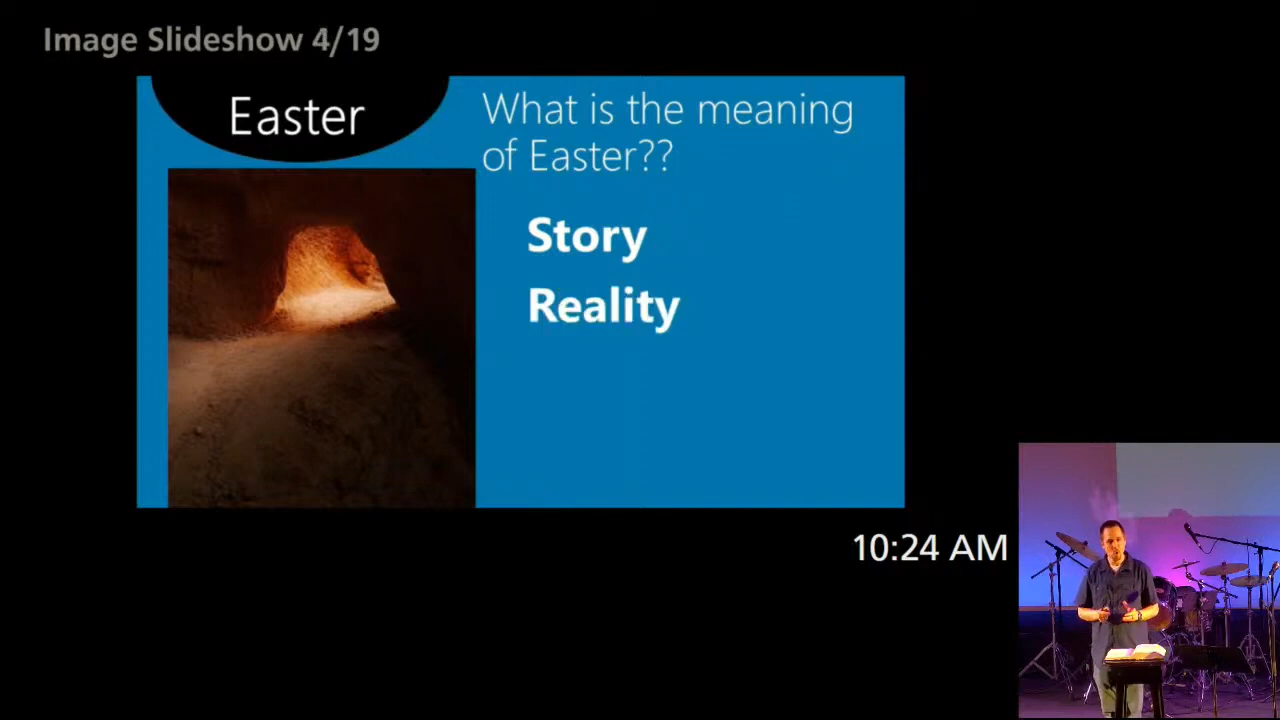 Image Slideshow 4/19
Easter
What is the meaning
of Easter??
Story
Reality
10:24 AM